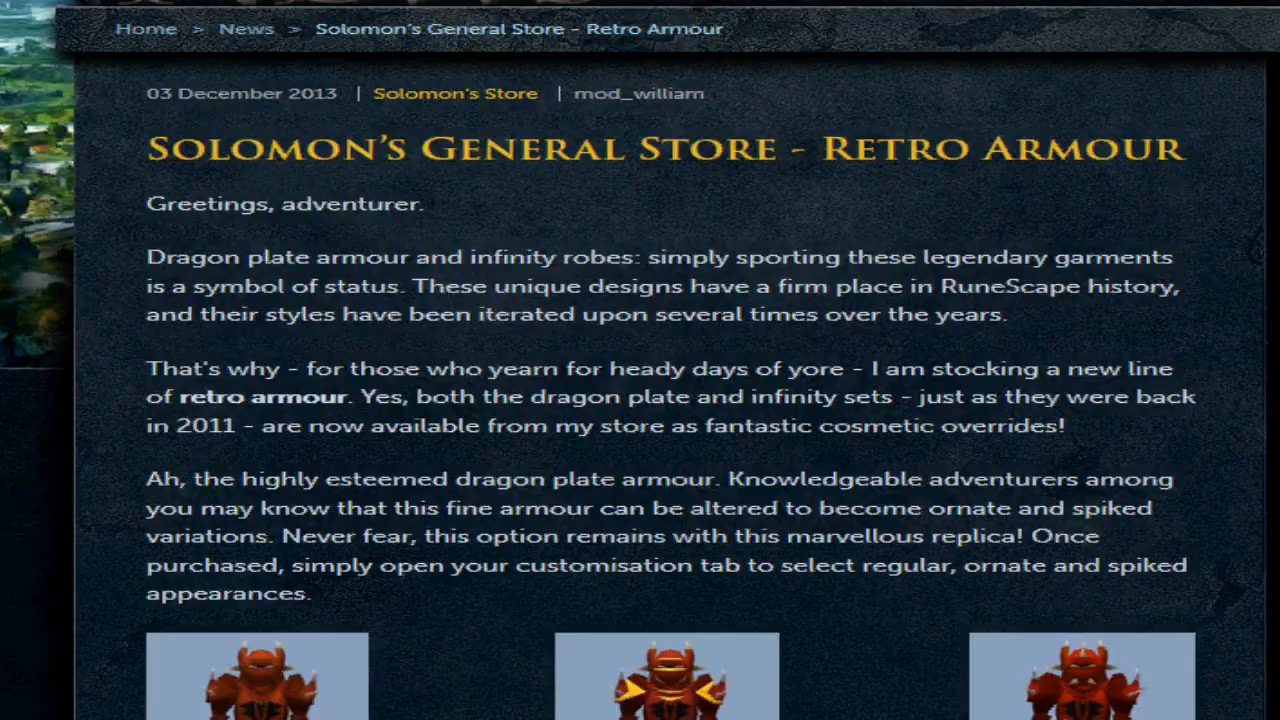 Home > News > Solomon's General Store - Retro Armour
03 December 2013 | Solomon's Store | mod_william
Solomon's General Store - Retro Armour
Greetings, adventurer.
Dragon plate armour and infinity robes: simply sporting these legendary garments
is a symbol of status. These unique designs have a firm place in RuneScape history,
and their styles have been iterated upon several times over the years.
That's why - for those who yearn for heady days of yore - I am stocking a new line
of retro armour. Yes, both the dragon plate and infinity sets - just as they were back
in 2011 - are now available from my store as fantastic cosmetic overrides!
Ah, the highly esteemed dragon plate armour. Knowledgeable adventurers among
you may know that this fine armour can be altered to become ornate and spiked
variations. Never fear, this option remains with this marvellous replica! Once
purchased, simply open your customisation tab to select regular, ornate and spiked
appearances.